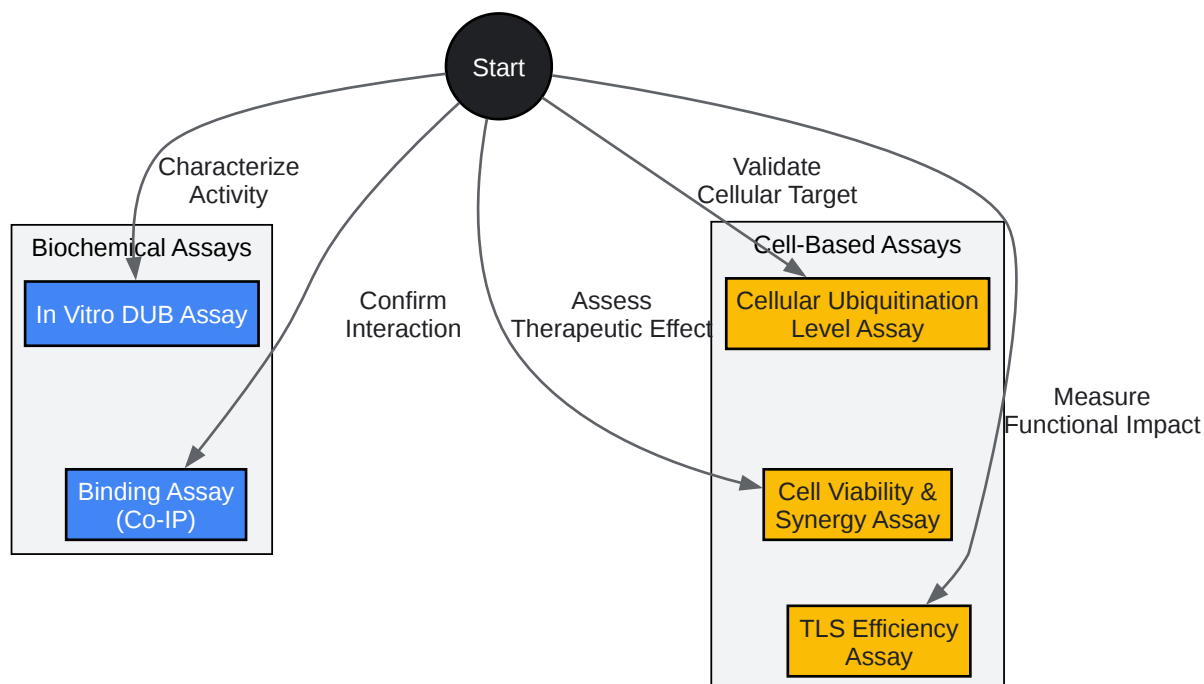 Start
Characterize
Activity
Validate
Cellular Target
Biochemical Assays
Cell-Based Assays
In Vitro DUB Assay
Confirm
Interaction
Assess
Therapeutic Effect
Cellular Ubiquitination
Level Assay
Measure
Functional Impact
Binding Assay
(Co-IP)
Cell Viability &
Synergy Assay
TLS Efficiency
Assay